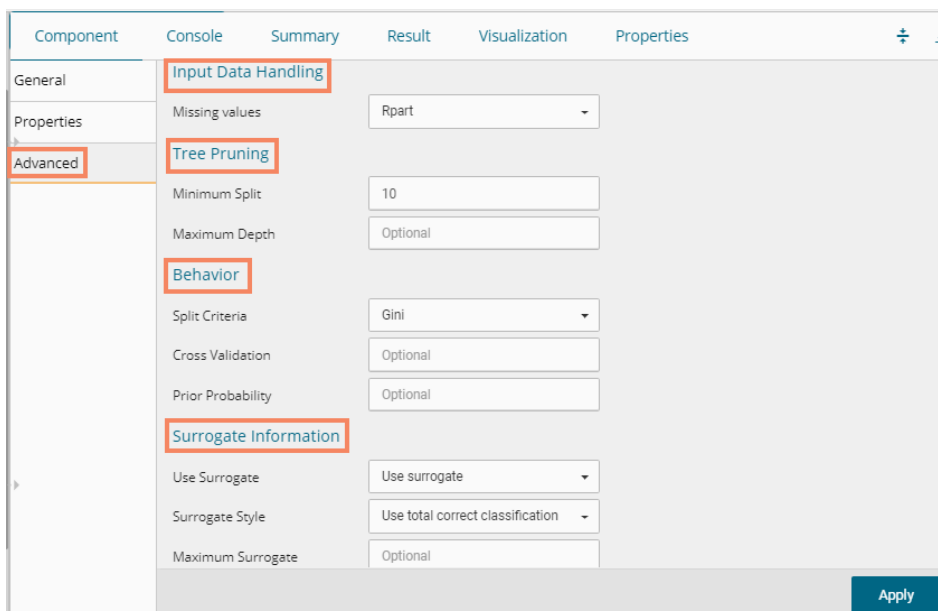 Component Console Summary Result Visualization Properties
General
Properties
Advanced
Input Data Handling
Missing values Rpart
Tree Pruning
Minimum Split 10
Maximum Depth Optional
Behavior
Split Criteria Gini
Cross Validation Optional
Prior Probability Optional
Surrogate Information
Use Surrogate Use surrogate
Surrogate Style Use total correct classification
Maximum Surrogate Optional
Apply